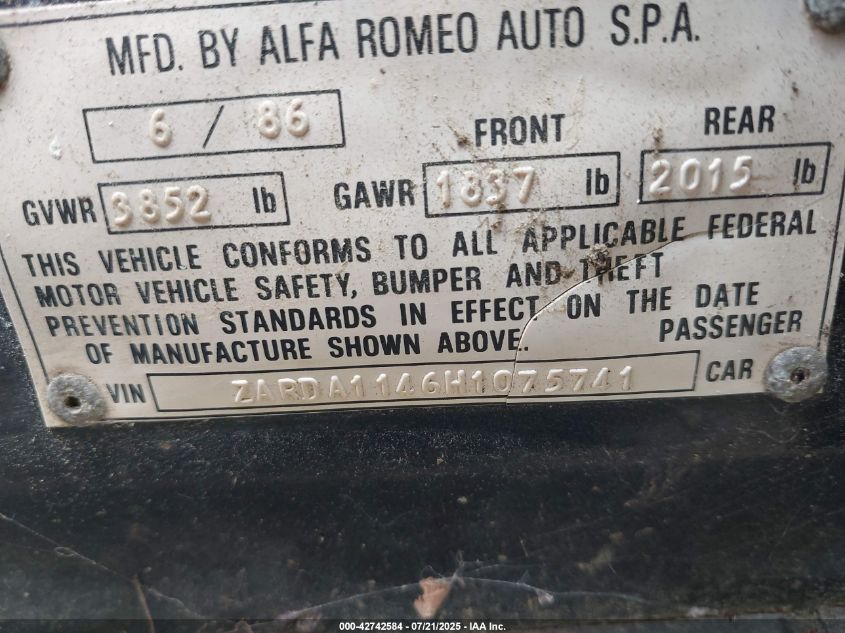 MFD. BY ALFA ROMEO AUTO S.P.A.
6 / 86 FRONT REAR
GVWR 3852 lb GAWR 1837 lb 2015 lb
THIS VEHICLE CONFORMS TO ALL APPLICABLE FEDERAL
MOTOR VEHICLE SAFETY, BUMPER AND THEFT
PREVENTION STANDARDS IN EFFECT ON THE DATE
OF MANUFACTURE SHOWN ABOVE. PASSENGER
VIN ZARDA1146H1075741 CAR
000-42742584 - 07/21/2025 - IAA Inc.